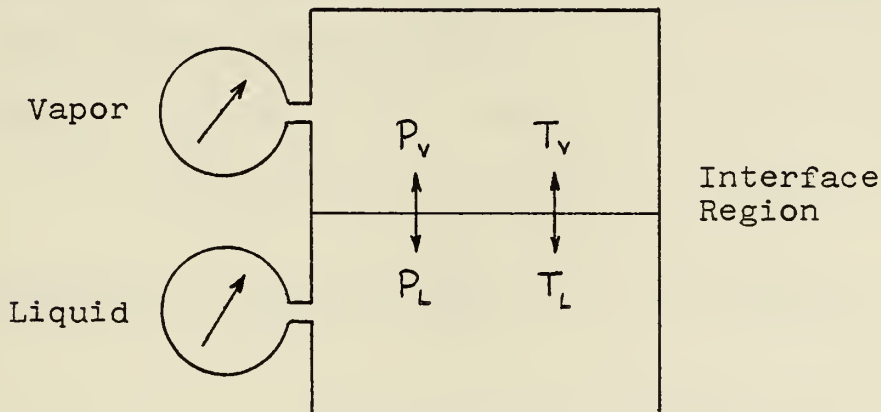 Vapor
P_V T_V
Interface
Region
P_L T_L
Liquid